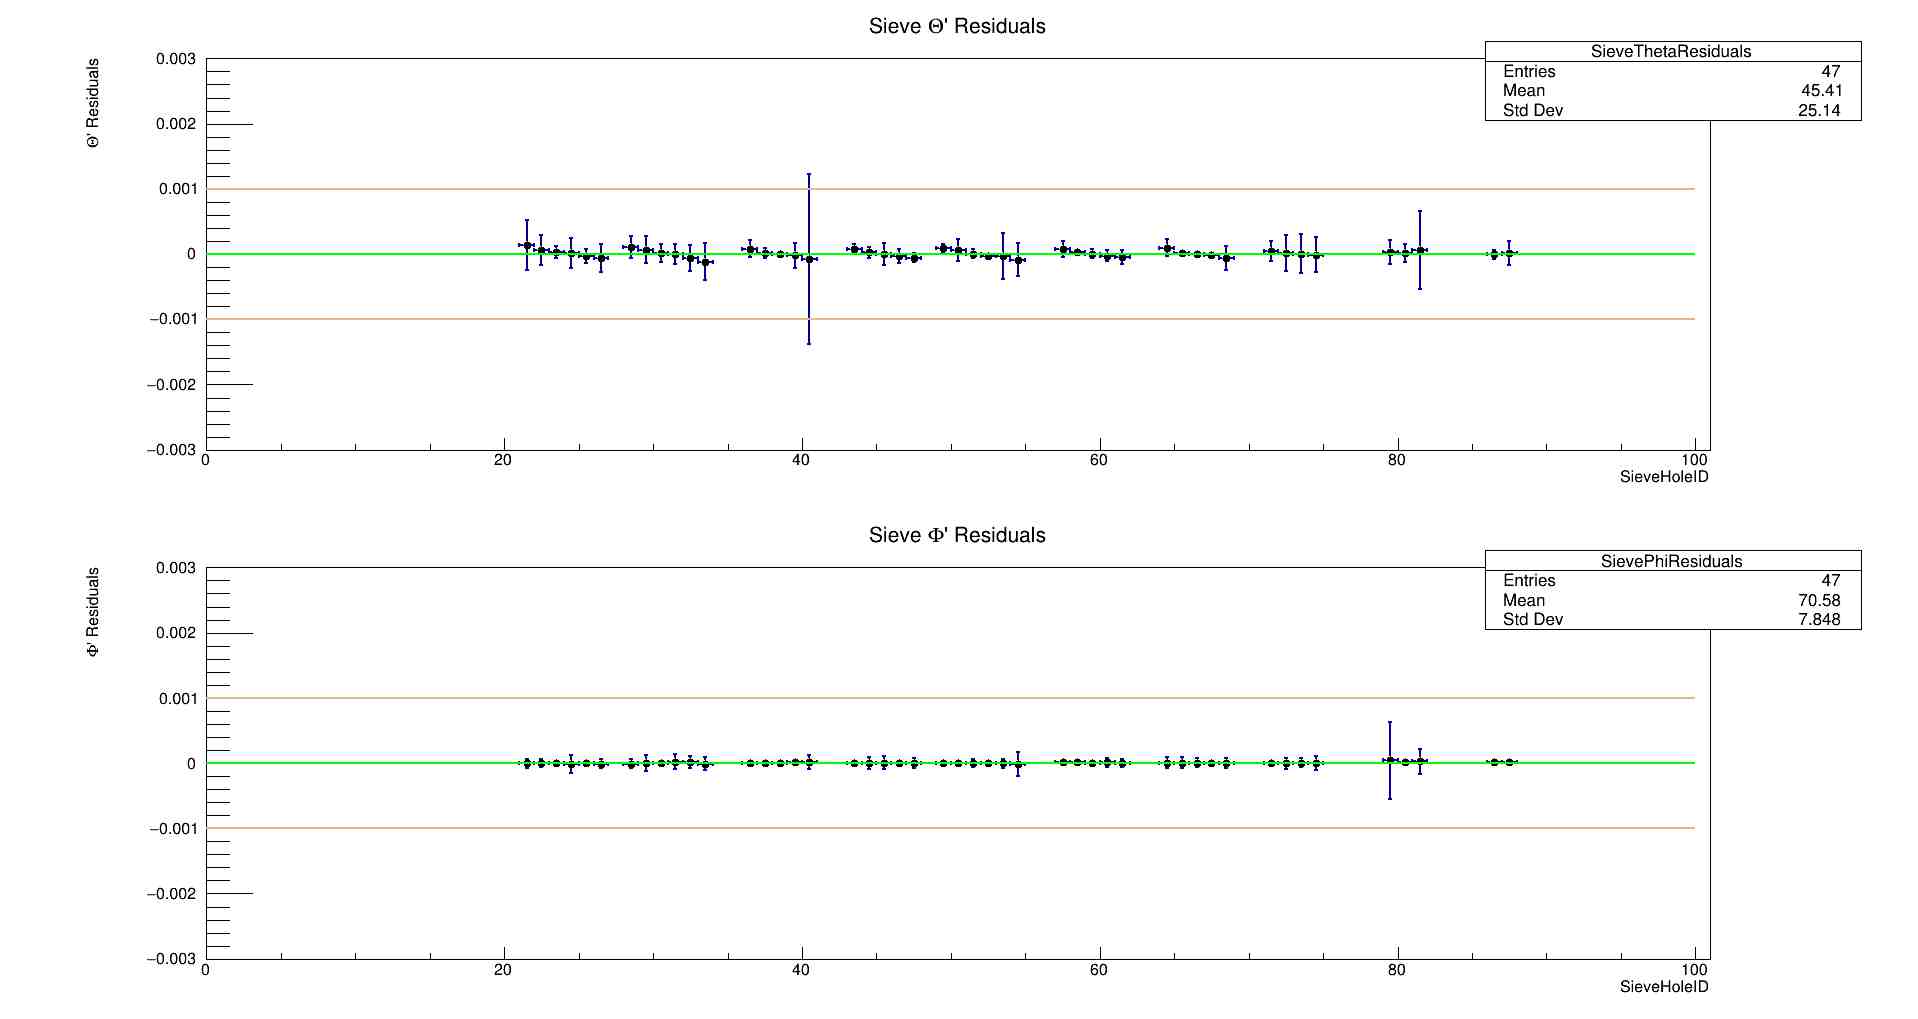 Sieve Θ' Residuals
Θ' Residuals
SieveThetaResiduals
Entries 47
Mean 45.41
Std Dev 25.14
0.003
0.002
0.001
0
−0.001
−0.002
−0.003
0 20 40 60 80 100
SieveHoleID
Sieve Φ' Residuals
Φ' Residuals
SievePhiResiduals
Entries 47
Mean 70.58
Std Dev 7.848
0.003
0.002
0.001
0
−0.001
−0.002
−0.003
0 20 40 60 80 100
SieveHoleID